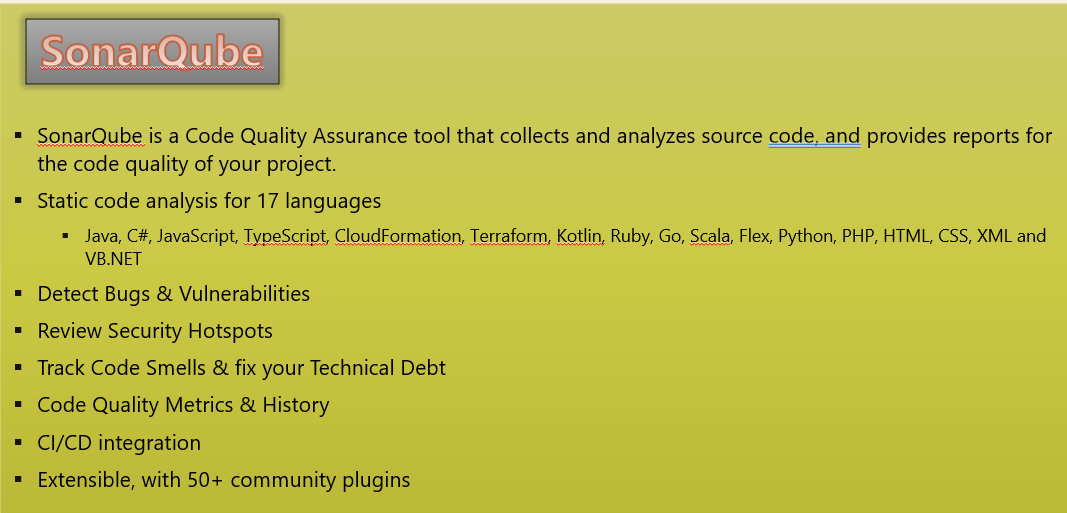 SonarQube
▪ SonarQube is a Code Quality Assurance tool that collects and analyzes source code, and provides reports for
the code quality of your project.
▪ Static code analysis for 17 languages
▪ Java, C#, JavaScript, TypeScript, CloudFormation, Terraform, Kotlin, Ruby, Go, Scala, Flex, Python, PHP, HTML, CSS, XML and
VB.NET
▪ Detect Bugs & Vulnerabilities
▪ Review Security Hotspots
▪ Track Code Smells & fix your Technical Debt
▪ Code Quality Metrics & History
▪ CI/CD integration
▪ Extensible, with 50+ community plugins